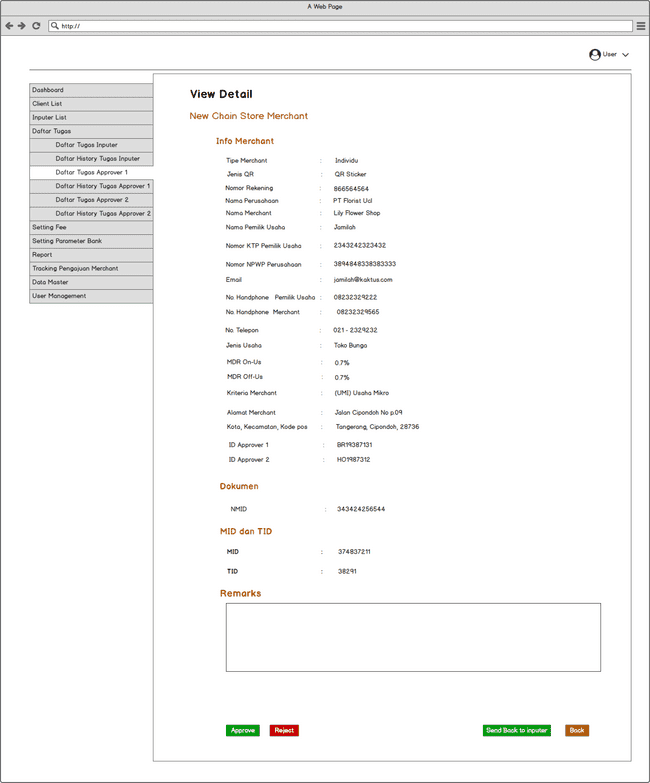 A Web Page
http://
User
Dashboard
Client List
Inputer List
Daftar Tugas
Daftar Tugas Inputer
Daftar History Tugas Inputer
Daftar Tugas Approver 1
Daftar History Tugas Approver 1
Daftar Tugas Approver 2
Daftar History Tugas Approver 2
Setting Fee
Setting Parameter Bank
Report
Tracking Pengajuan Merchant
Data Master
User Management
View Detail
New Chain Store Merchant
Info Merchant
Tipe Merchant : Individu
Jenis QR : QR Sticker
Nomor Rekening : 866564564
Nama Perusahaan : PT Florist Ucl
Nama Merchant : Lily Flower Shop
Nama Pemilik Usaha : Jamilah
Nomor KTP Pemilik Usaha : 2343242323432
Nomor NPWP Perusahaan : 3894848338383333
Email : jamilah@kaktus.com
No. Handphone Pemilik Usaha : 08232329222
No. Handphone Merchant : 08232329565
No. Telepon : 021 - 2329232
Jenis Usaha : Toko Bunga
MDR On-Us : 0.7%
MDR Off-Us : 0.7%
Kriteria Merchant : (UMI) Usaha Mikro
Alamat Merchant : Jalan Cipondoh No p.09
Kota, Kecamatan, Kode pos : Tangerang, Cipondoh, 28736
ID Approver 1 : BR19387131
ID Approver 2 : HO1987312
Dokumen
NMID : 343424256544
MID dan TID
MID : 374837211
TID : 38291
Remarks
Approve Reject Send Back to inputer Back